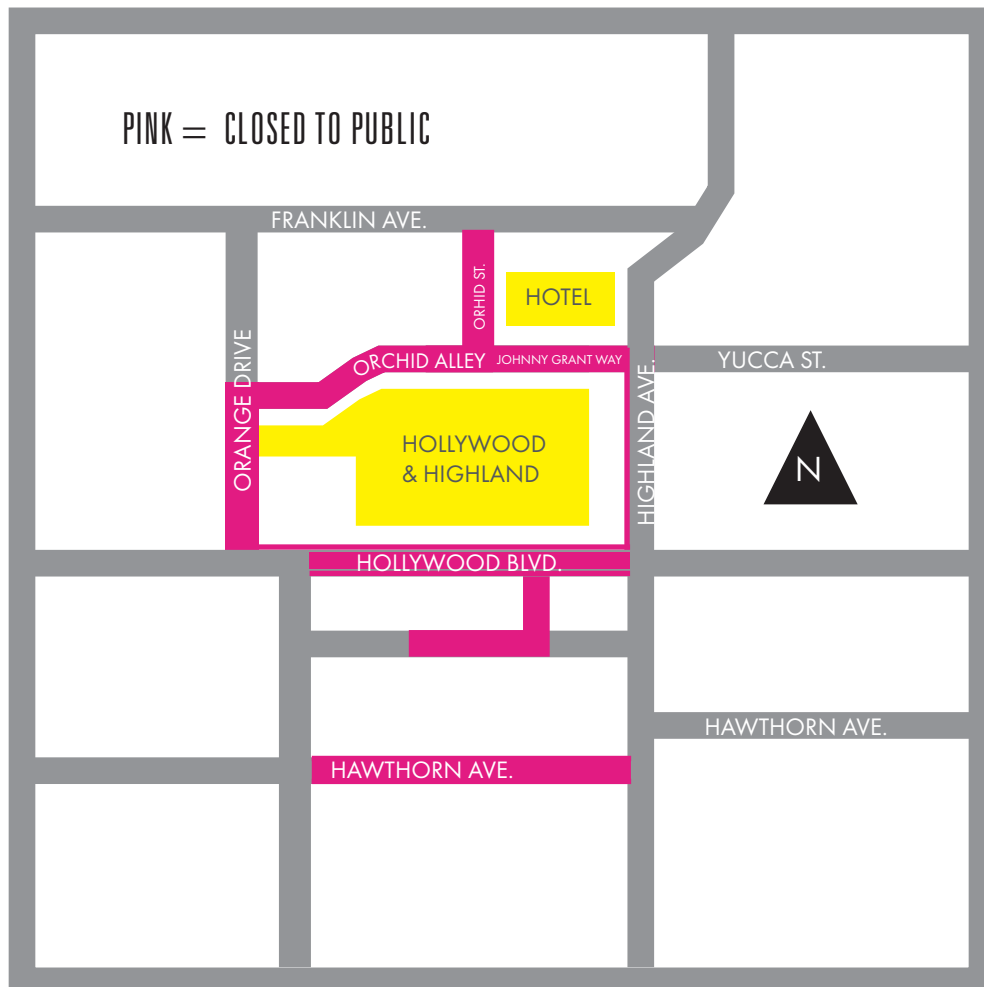 PINK = CLOSED TO PUBLIC
FRANKLIN AVE.
ORHID ST.
HOTEL
ORANGE DRIVE
ORCHID ALLEY
JOHNNY GRANT WAY
HIGHLAND AVE.
YUCCA ST.
HOLLYWOOD
& HIGHLAND
N
HOLLYWOOD BLVD.
HAWTHORN AVE.
HAWTHORN AVE.